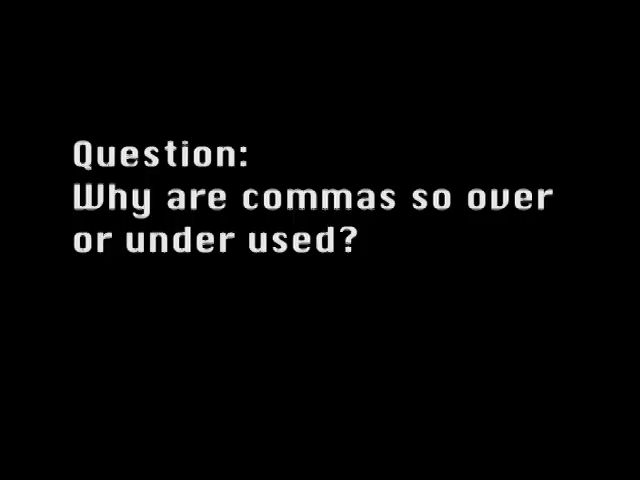 Question:
Why are commas so over
or under used?